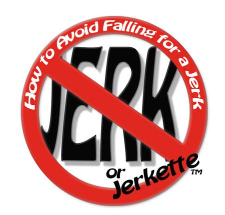 How to Avoid Falling for a Jerk
JERK
or
Jerkette™